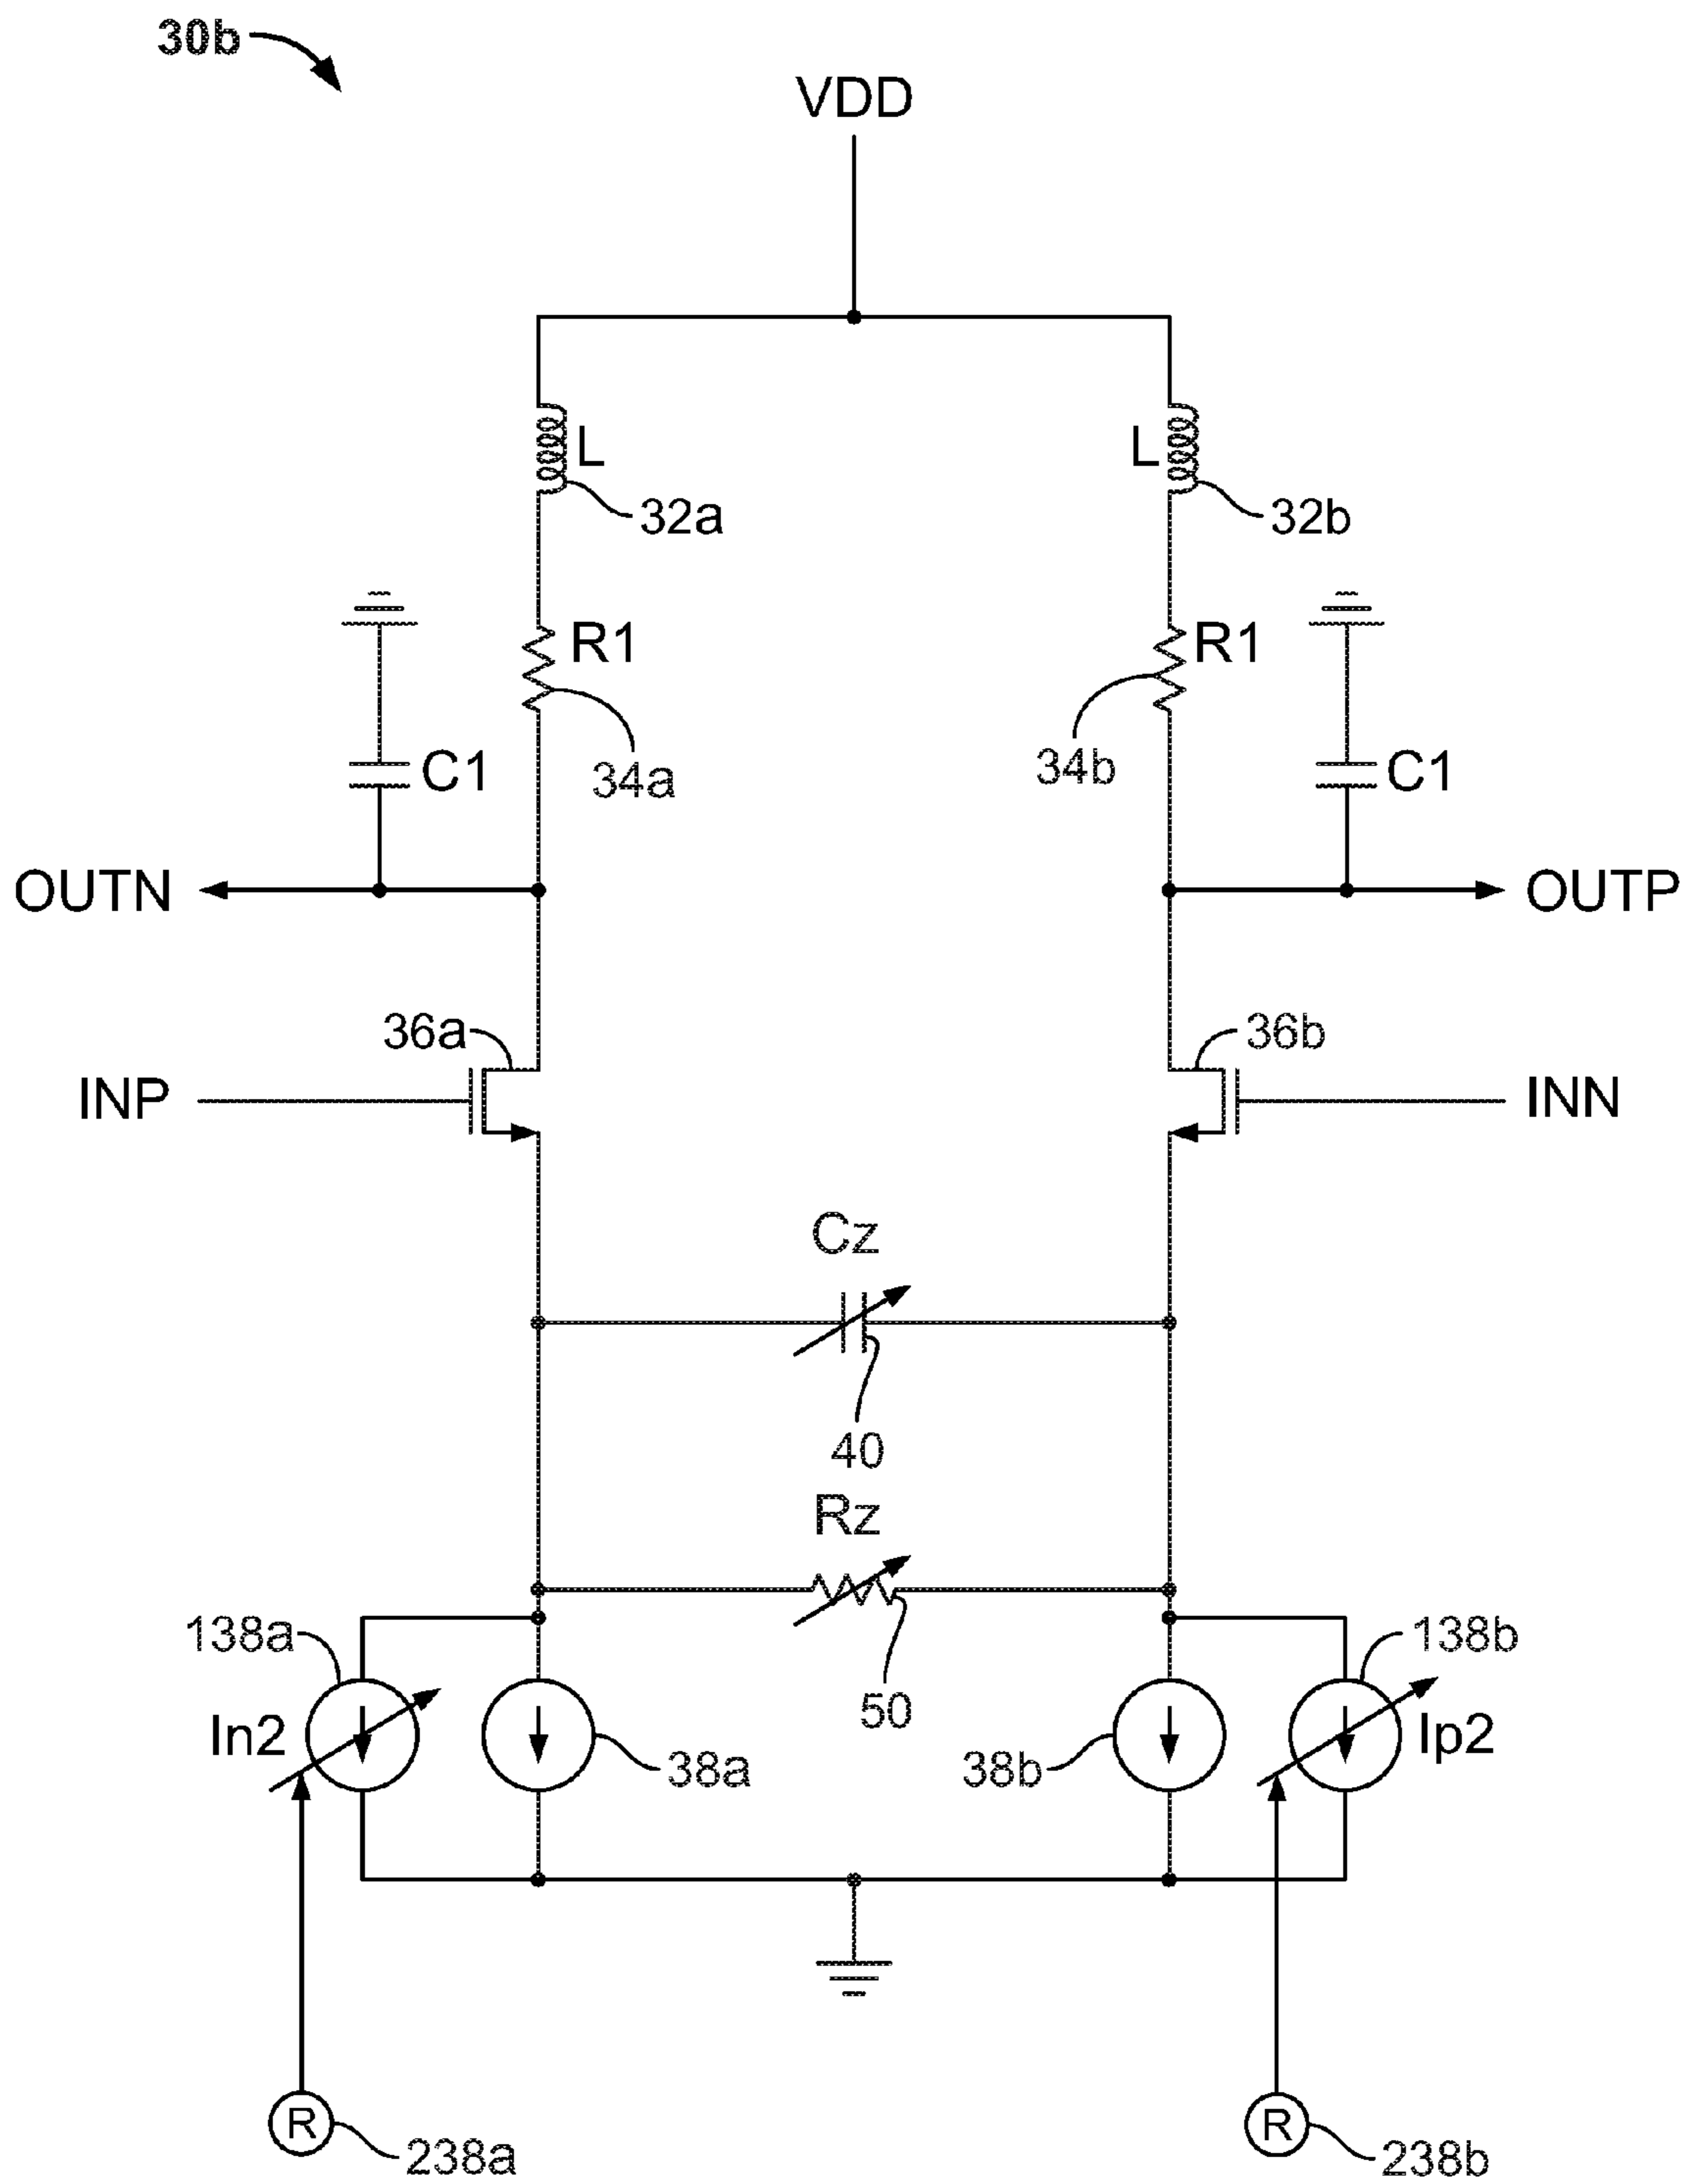 30b
VDD
L
L
32a
32b
R1
R1
C1
34a
34b
C1
OUTN
OUTP
36a
36b
INP
INN
Cz
40
Rz
138a
138b
50
In2
38a
38b
Ip2
R
R
238a
238b